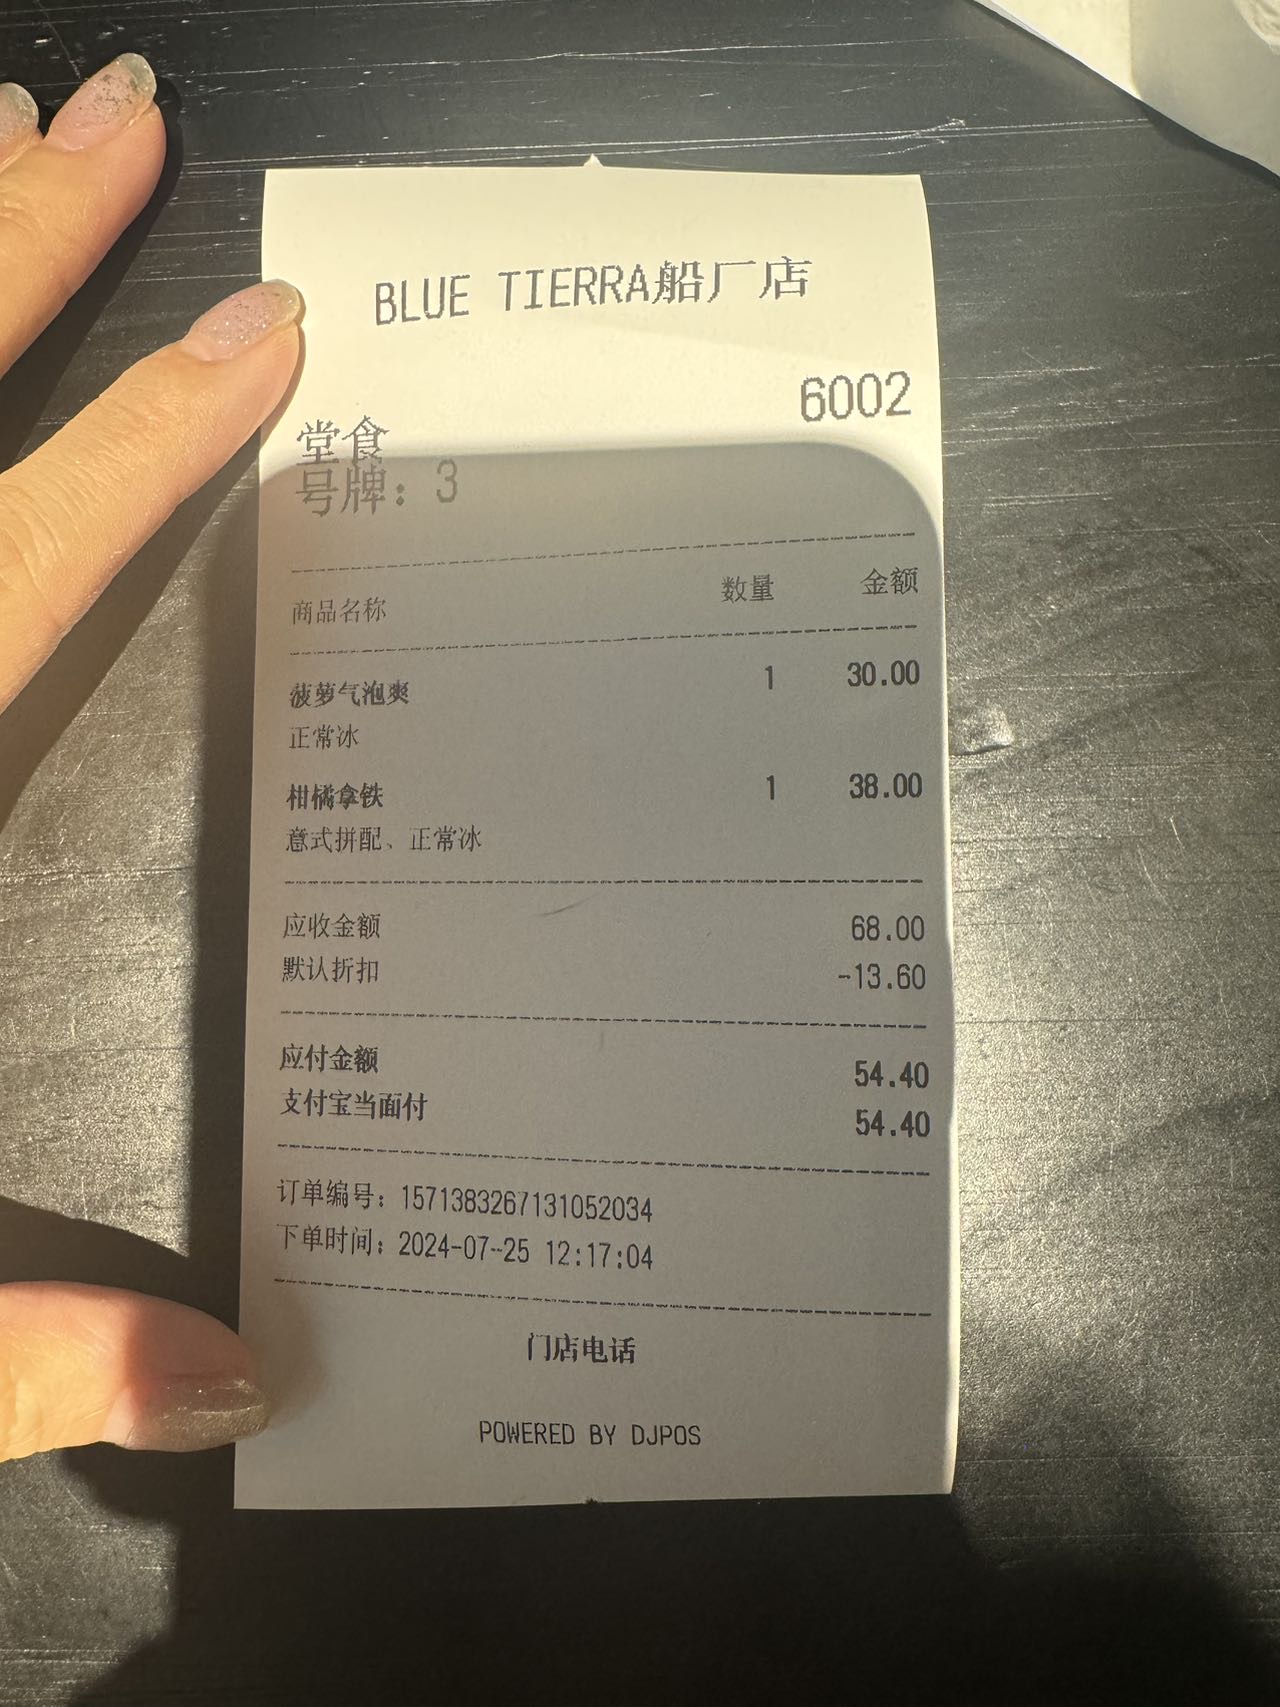 BLUE TIERRA船厂店
6002
堂食
号牌：3
商品名称 数量 金额
菠萝气泡爽 1 30.00
正常冰
柑橘拿铁 1 38.00
意式拼配、正常冰
应收金额 68.00
默认折扣 -13.60
应付金额 54.40
支付宝当面付 54.40
订单编号：1571383267131052034
下单时间：2024-07-25 12:17:04
门店电话
POWERED BY DJPOS